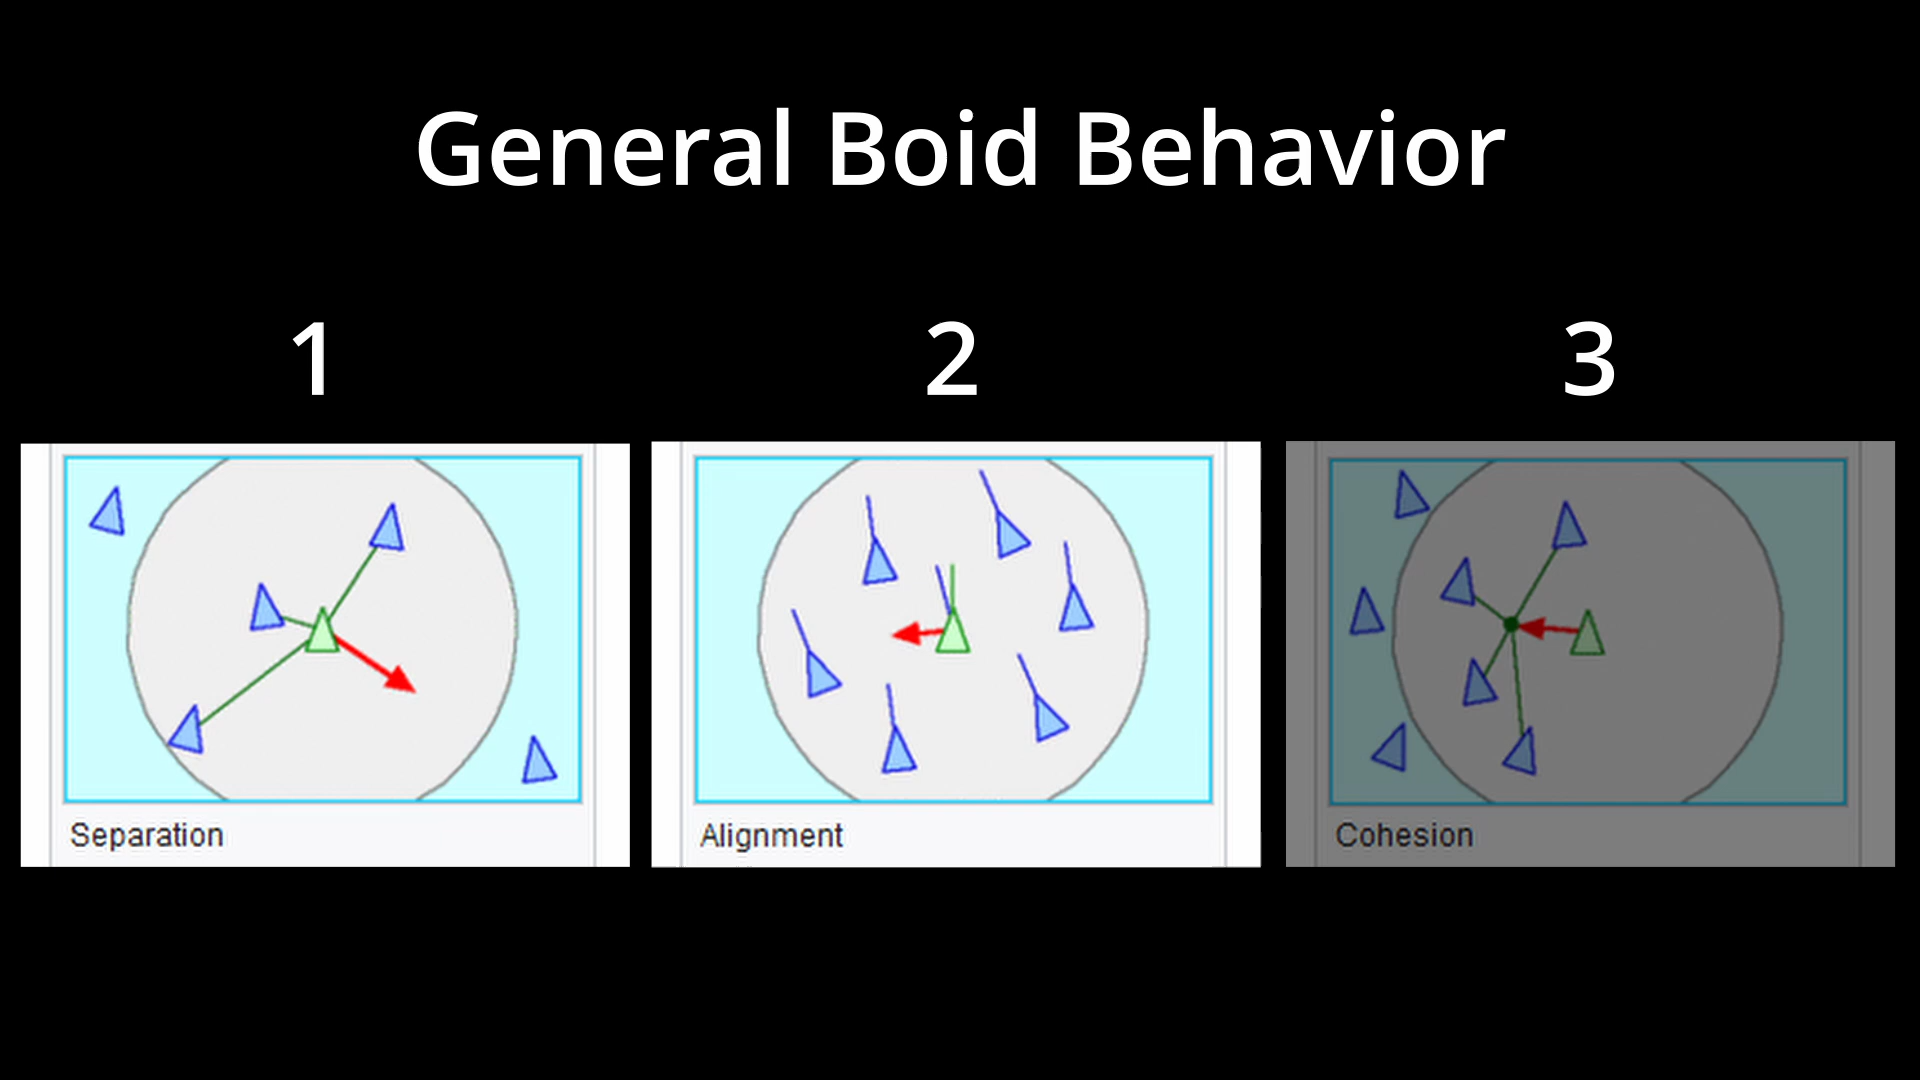 General Boid Behavior
1
2
3
Separation
Alignment
Cohesion